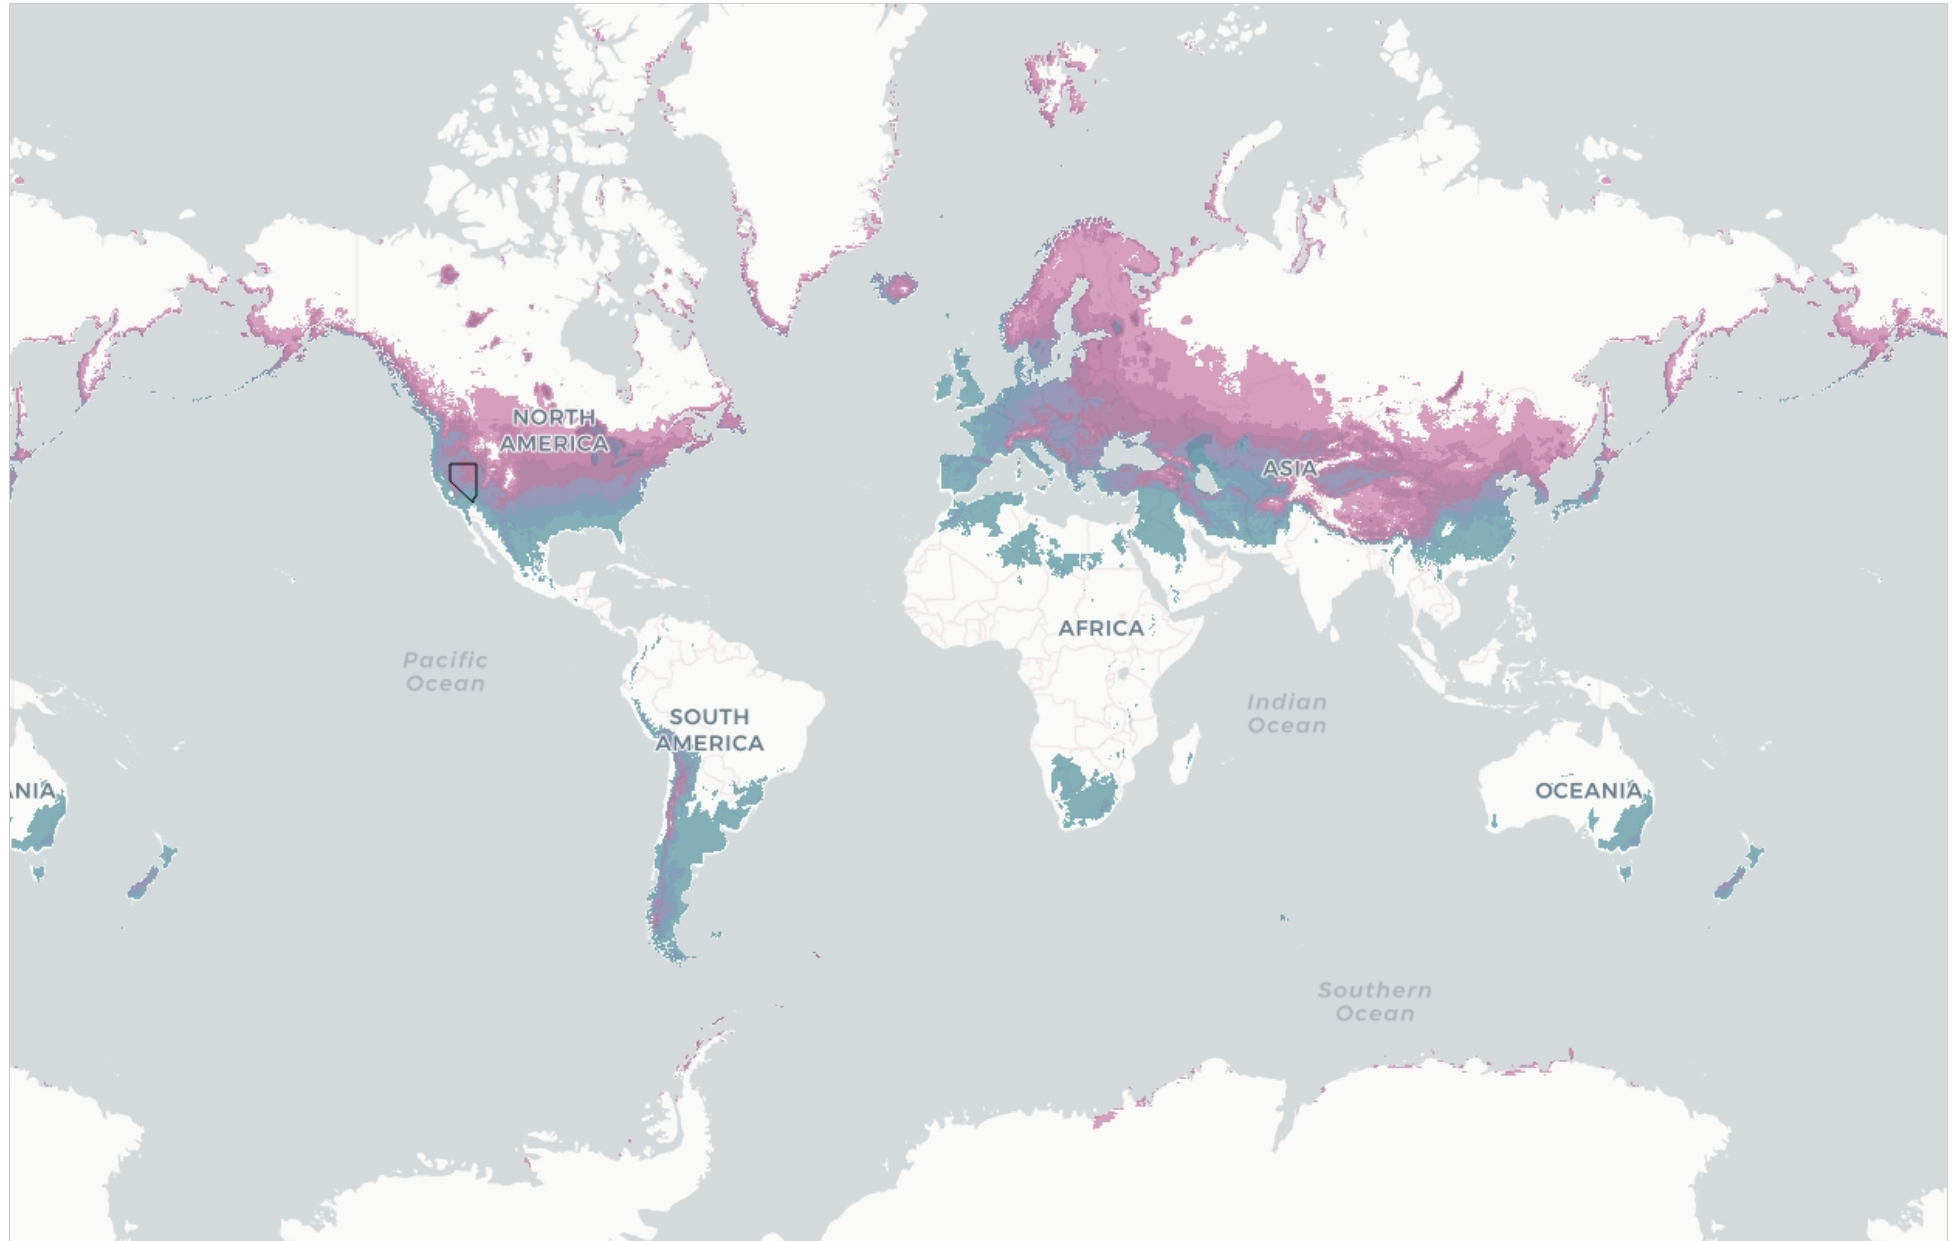 NORTH
AMERICA
ASIA
AFRICA
Pacific
Ocean
Indian
Ocean
SOUTH
AMERICA
ANIA
OCEANIA
Southern
Ocean